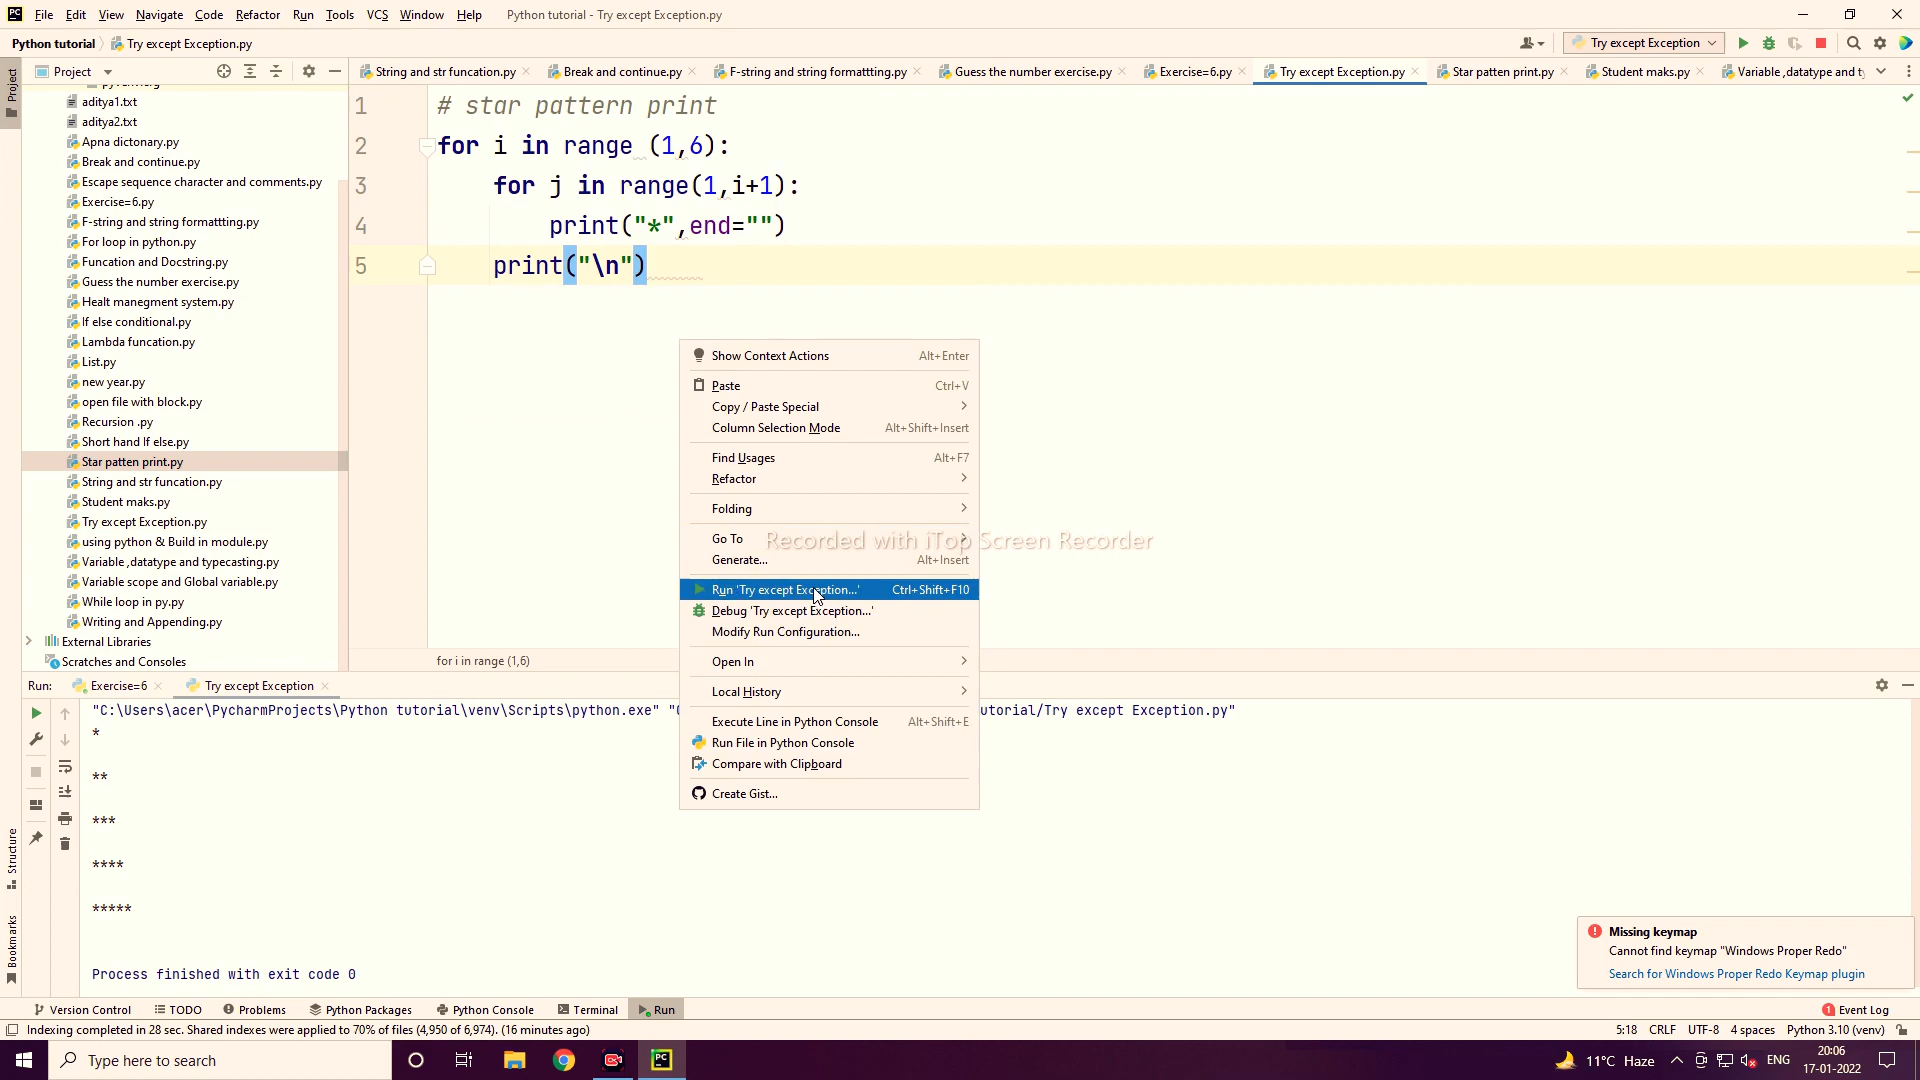 File Edit View Navigate Code Refactor Run Tools VCS Window Help Python tutorial - Try except Exception.py
Python tutorial Try except Exception.py
Try except Exception
Project
Project
String and str funcation.py
Break and continue.py
F-string and string formattting.py
Guess the number exercise.py
Exercise=6.py
Try except Exception.py
Star patten print.py
Student maks.py
Variable ,datatype and ty
aditya1.txt
aditya2.txt
Apna dictonary.py
Break and continue.py
Escape sequence character and comments.py
Exercise=6.py
F-string and string formattting.py
For loop in python.py
Funcation and Docstring.py
Guess the number exercise.py
Healt manegment system.py
If else conditional.py
Lambda funcation.py
List.py
new year.py
open file with block.py
Recursion .py
Short hand If else.py
Star patten print.py
String and str funcation.py
Student maks.py
Try except Exception.py
using python & Build in module.py
Variable ,datatype and typecasting.py
Variable scope and Global variable.py
While loop in py.py
Writing and Appending.py
External Libraries
Scratches and Consoles
1 # star pattern print
2 for i in range (1,6):
3 for j in range(1,i+1):
4 print("*",end="")
5 print("\n")
for i in range (1,6)
Show Context Actions Alt+Enter
Paste Ctrl+V
Copy / Paste Special
Column Selection Mode Alt+Shift+Insert
Find Usages Alt+F7
Refactor
Folding
Go To
Generate... Alt+Insert
Run 'Try except Exception...' Ctrl+Shift+F10
Debug 'Try except Exception...'
Modify Run Configuration...
Open In
Local History
Execute Line in Python Console Alt+Shift+E
Run File in Python Console
Compare with Clipboard
Create Gist...
Recorded with iTop Screen Recorder
Run: Exercise=6 Try except Exception
"C:\Users\acer\PycharmProjects\Python tutorial\venv\Scripts\python.exe" utorial/Try except Exception.py"
*
**
***
****
*****
Process finished with exit code 0
Structure
Bookmarks
Missing keymap
Cannot find keymap "Windows Proper Redo"
Search for Windows Proper Redo Keymap plugin
Version Control TODO Problems Python Packages Python Console Terminal Run 1 Event Log
Indexing completed in 28 sec. Shared indexes were applied to 70% of files (4,950 of 6,974). (16 minutes ago) 5:18 CRLF UTF-8 4 spaces Python 3.10 (venv)
Type here to search
11°C Haze ENG
20:06
17-01-2022